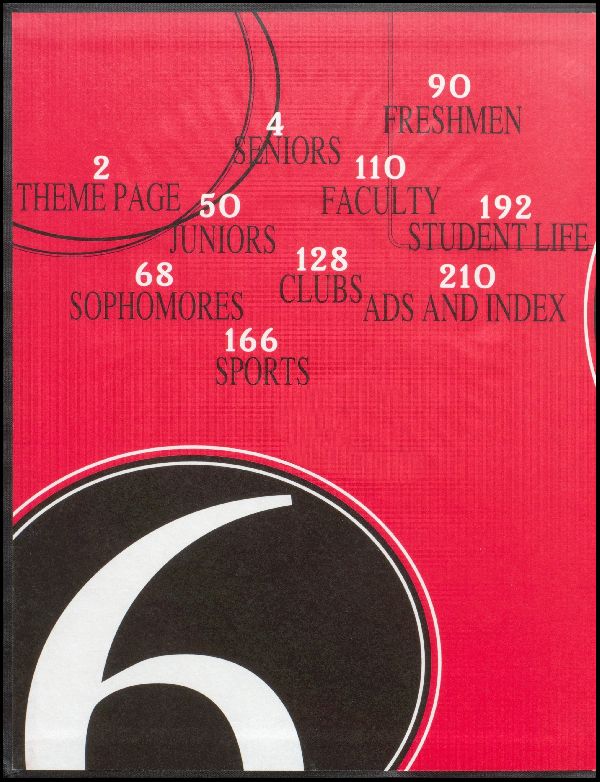 2
THEME PAGE
4
SENIORS
50
JUNIORS
68
SOPHOMORES
90
FRESHMEN
110
FACULTY
128
CLUBS
166
SPORTS
192
STUDENT LIFE
210
ADS AND INDEX
6